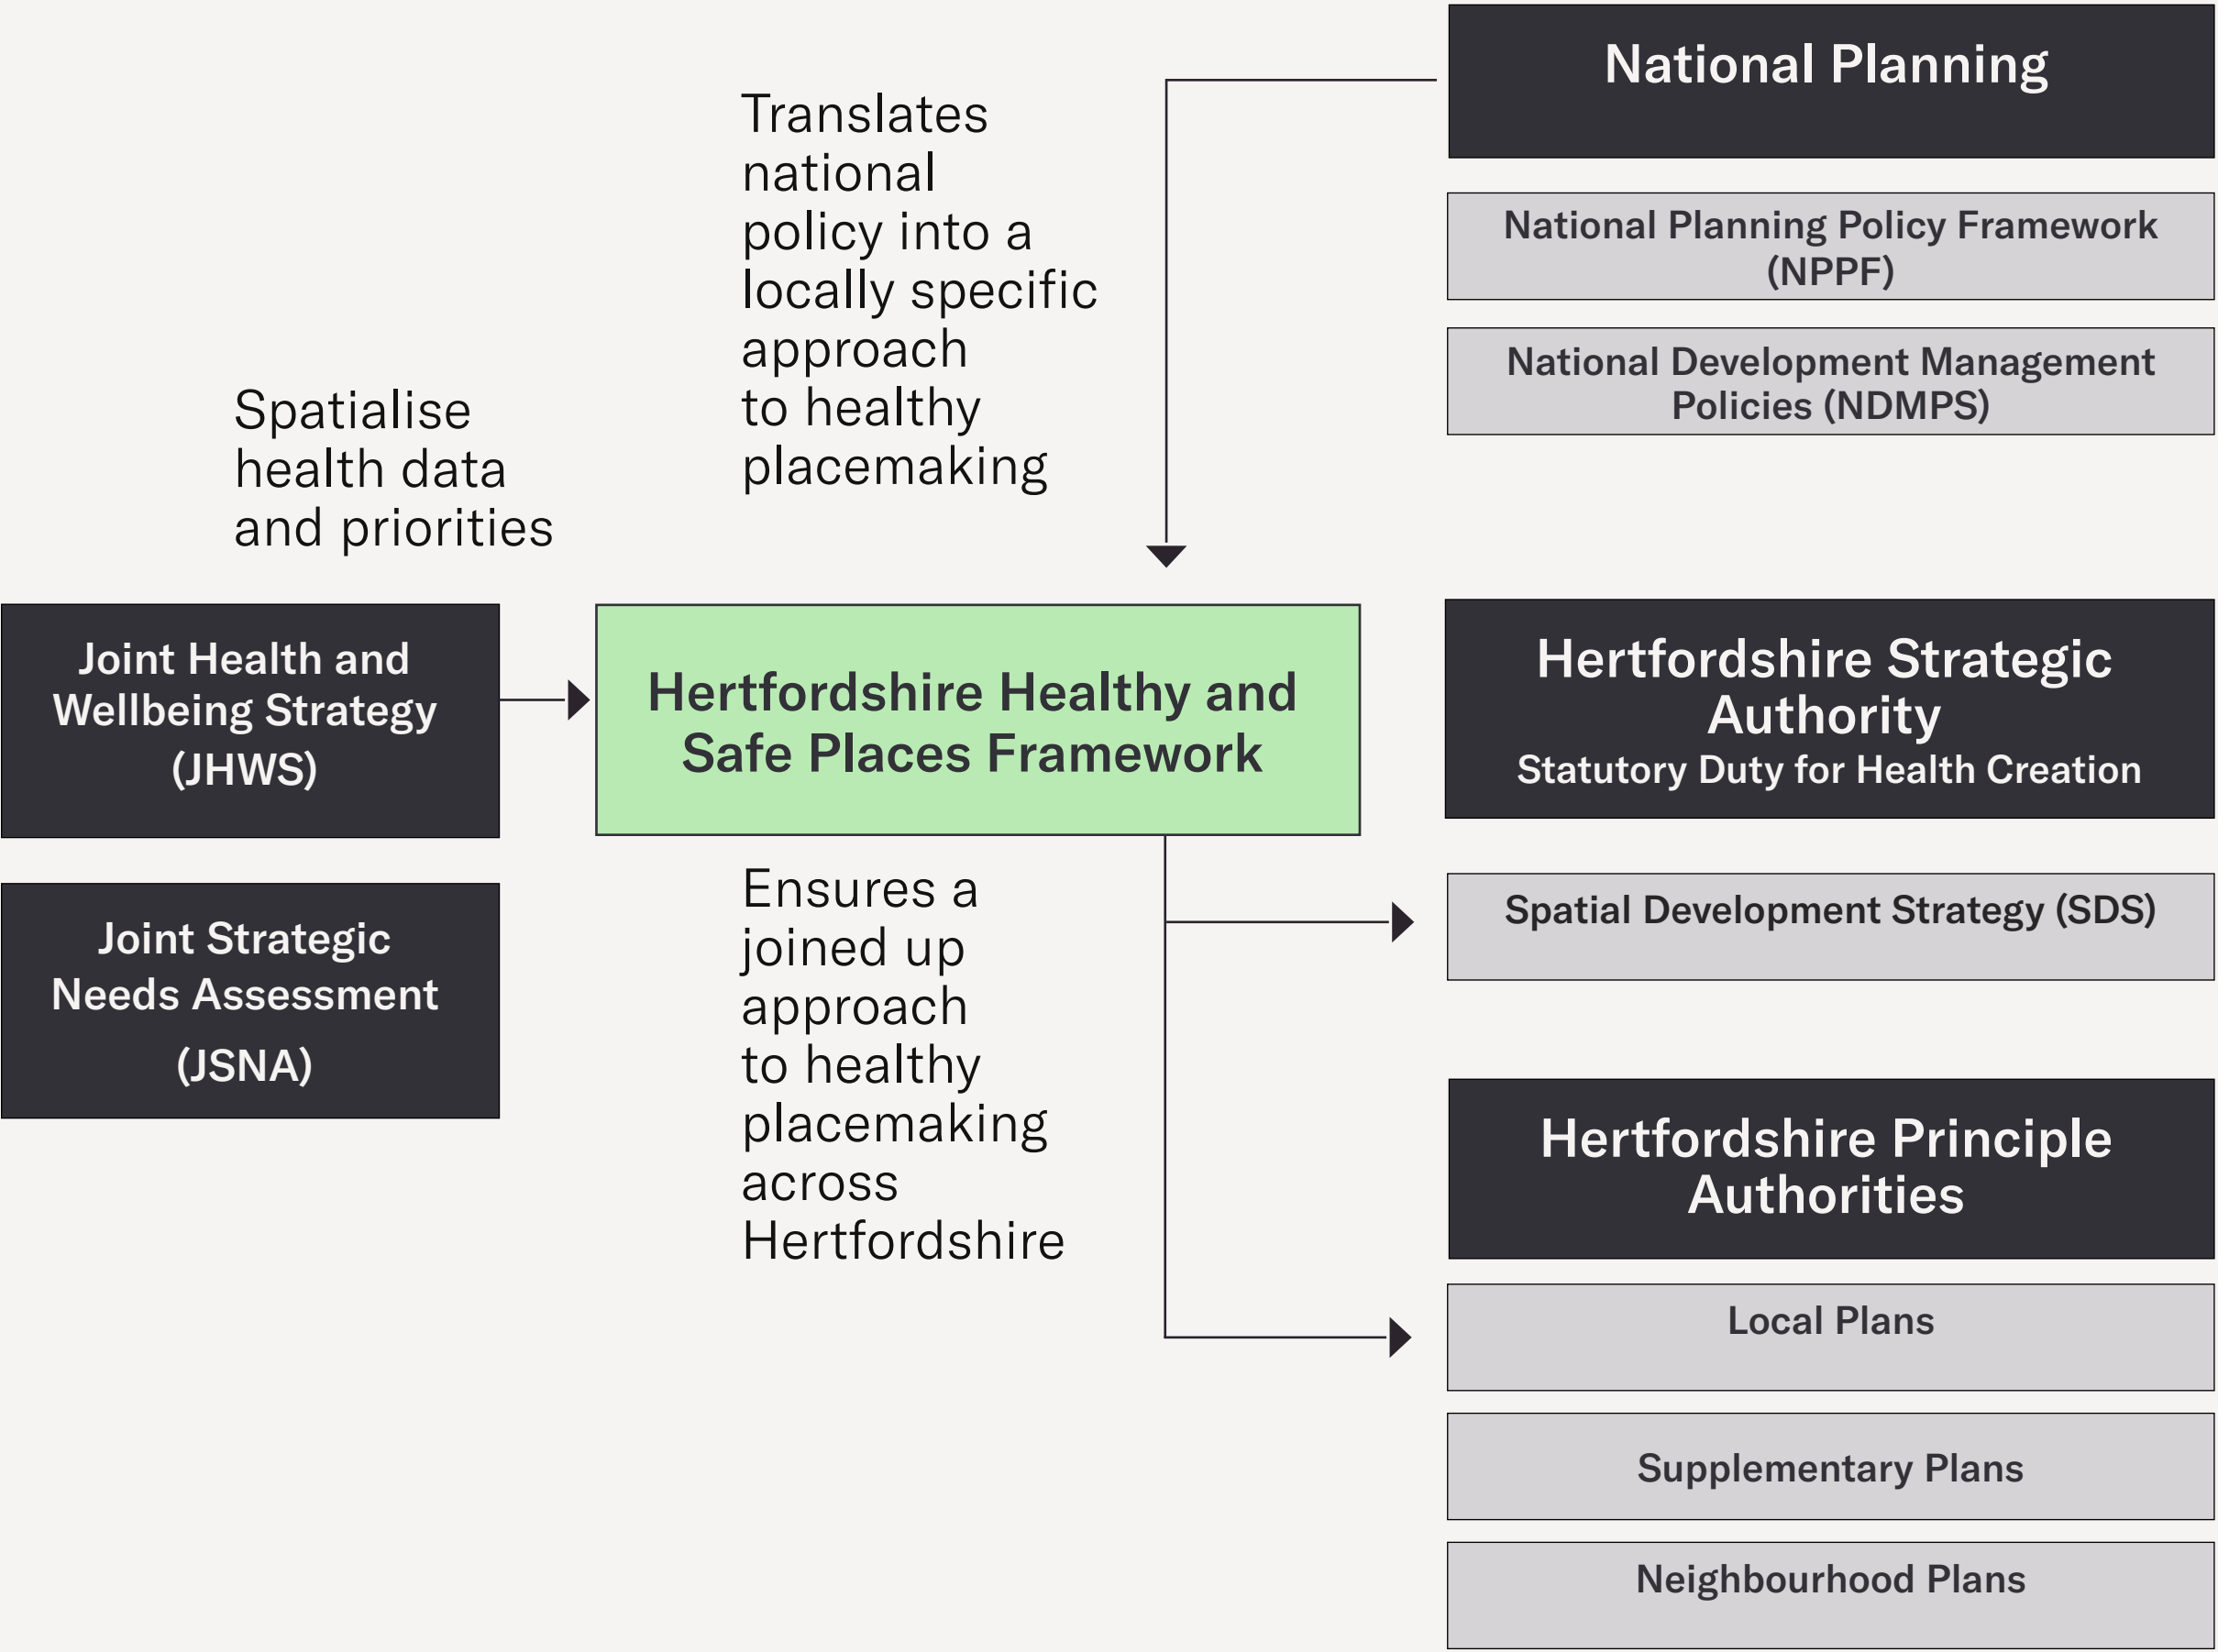 National Planning
Translates
national
policy into a
locally specific
approach
to healthy
placemaking
National Planning Policy Framework
(NPPF)
National Development Management
Policies (NDMPS)
Spatialise
health data
and priorities
Joint Health and
Wellbeing Strategy
(JHWS)
Hertfordshire Healthy and
Safe Places Framework
Hertfordshire Strategic
Authority
Statutory Duty for Health Creation
Joint Strategic
Needs Assessment
(JSNA)
Ensures a
joined up
approach
to healthy
placemaking
across
Hertfordshire
Spatial Development Strategy (SDS)
Hertfordshire Principle
Authorities
Local Plans
Supplementary Plans
Neighbourhood Plans